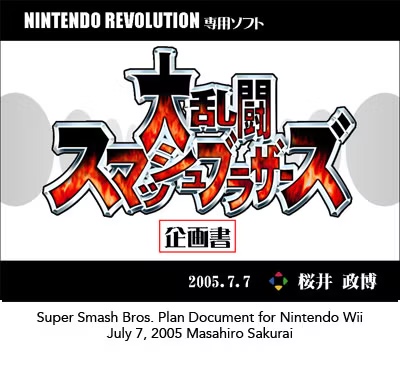 NINTENDO REVOLUTION 専用ソフト
大乱闘
スマッシュブラザーズ
企画書
2005.7.7 桜井 政博
Super Smash Bros. Plan Document for Nintendo Wii
July 7, 2005 Masahiro Sakurai